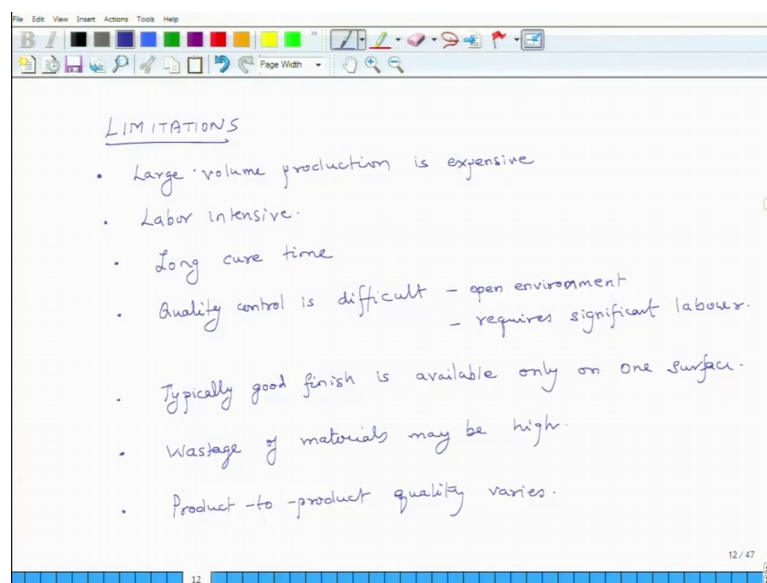 File Edit View Insert Actions Tools Help
B I
Page Width
LIMITATIONS
• Large-volume production is expensive
• Labor intensive.
• Long cure time
• Quality control is difficult - open environment
- requires significant labour.
• Typically good finish is available only on one surface.
• Wastage of materials may be high.
• Product-to-product quality varies.
12/47
12